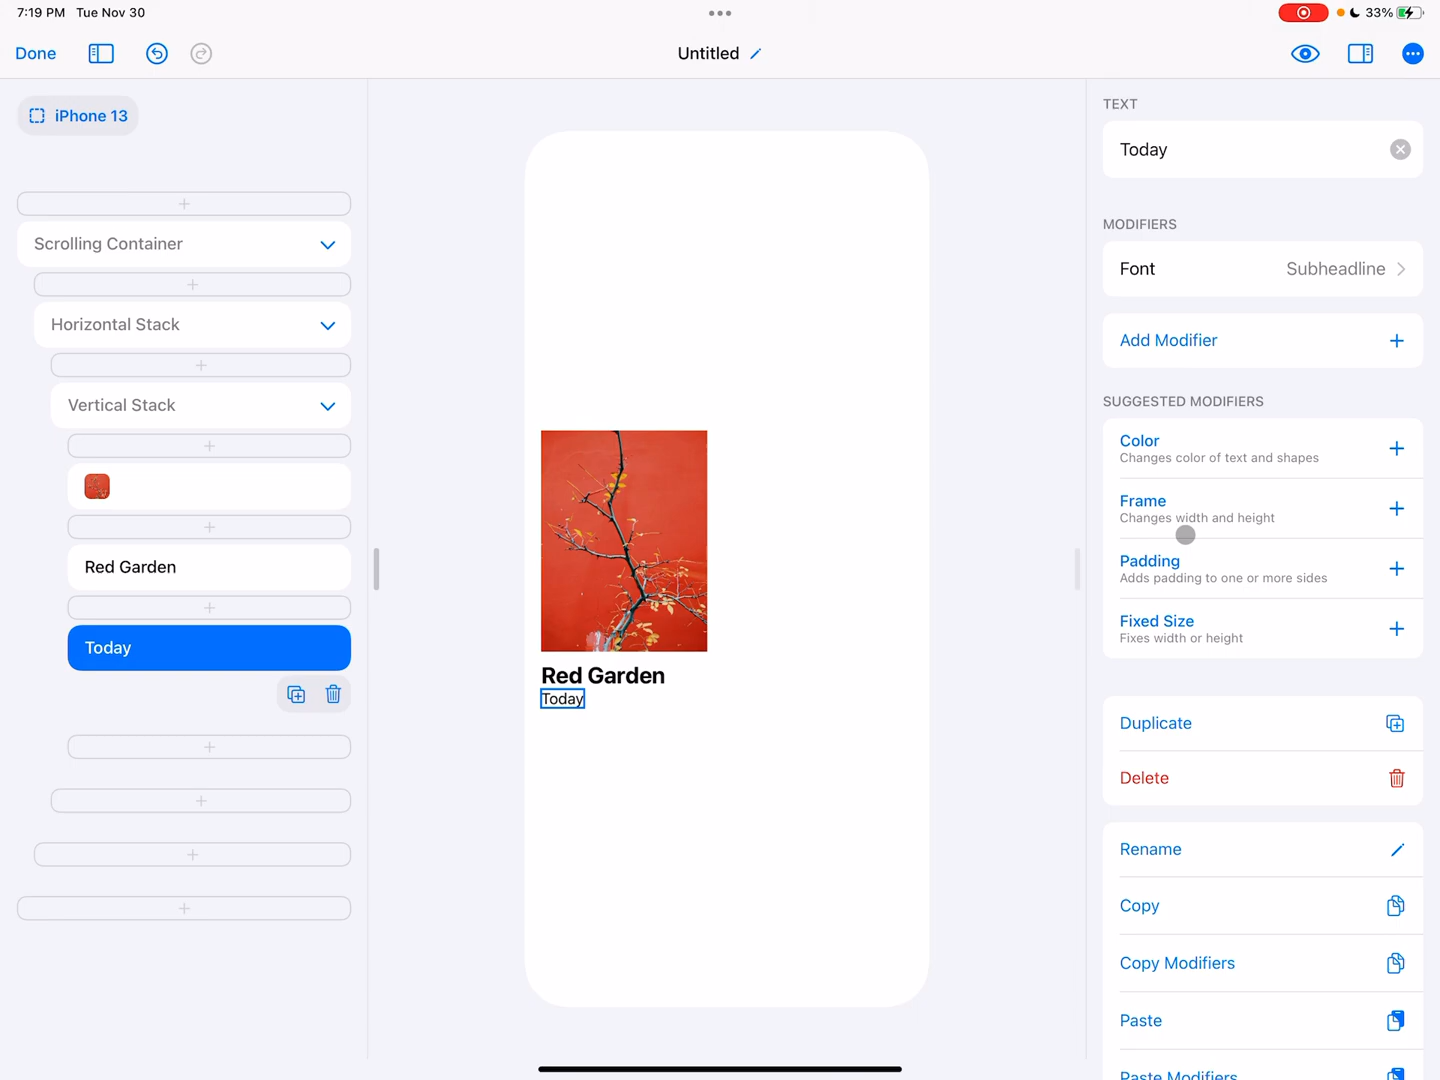 7:19 PM Tue Nov 30
33%
Done
Untitled
iPhone 13
Scrolling Container
Horizontal Stack
Vertical Stack
Red Garden
Today
Red Garden
Today
TEXT
Today
MODIFIERS
Font Subheadline
Add Modifier
SUGGESTED MODIFIERS
Color
Changes color of text and shapes
Frame
Changes width and height
Padding
Adds padding to one or more sides
Fixed Size
Fixes width or height
Duplicate
Delete
Rename
Copy
Copy Modifiers
Paste
Paste Modifiers